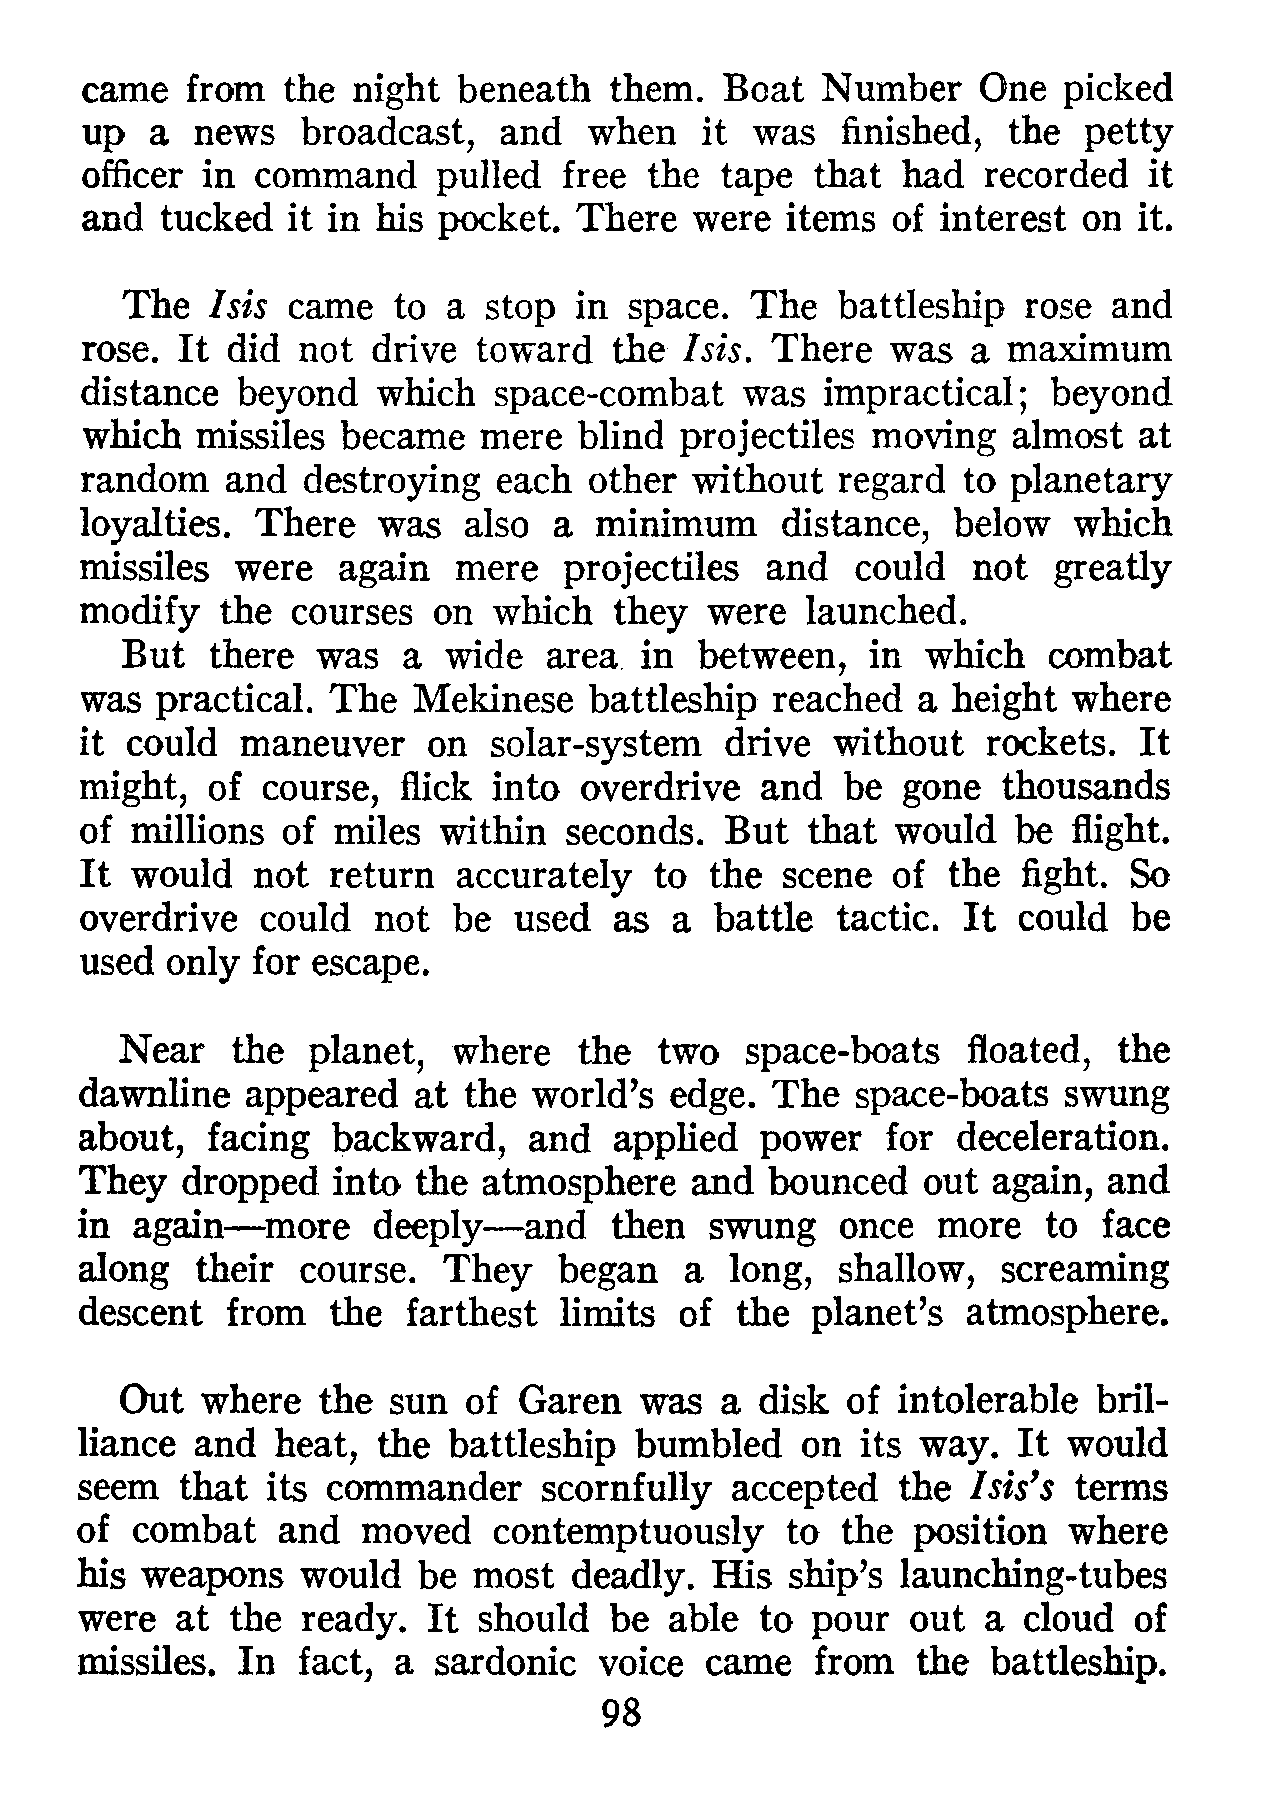 came from the night beneath them. Boat Number One picked
up a news broadcast, and when it was finished, the petty
officer in command pulled free the tape that had recorded it
and tucked it in his pocket. There were items of interest on it.
The Isis came to a stop in space. The battleship rose and
rose. It did not drive toward the Isis. There was a maximum
distance beyond which space-combat was impractical; beyond
which missiles became mere blind projectiles moving almost at
random and destroying each other without regard to planetary
loyalties. There was also a minimum distance, below which
missiles were again mere projectiles and could not greatly
modify the courses on which they were launched.
But there was a wide area in between, in which combat
was practical. The Mekinese battleship reached a height where
it could maneuver on solar-system drive without rockets. It
might, of course, flick into overdrive and be gone thousands
of millions of miles within seconds. But that would be flight.
It would not return accurately to the scene of the fight. So
overdrive could not be used as a battle tactic. It could be
used only for escape.
Near the planet, where the two space-boats floated, the
dawnline appeared at the world's edge. The space-boats swung
about, facing backward, and applied power for deceleration.
They dropped into the atmosphere and bounced out again, and
in again—more deeply—and then swung once more to face
along their course. They began a long, shallow, screaming
descent from the farthest limits of the planet's atmosphere.
Out where the sun of Garen was a disk of intolerable bril-
liance and heat, the battleship bumbled on its way. It would
seem that its commander scornfully accepted the Isis's terms
of combat and moved contemptuously to the position where
his weapons would be most deadly. His ship's launching-tubes
were at the ready. It should be able to pour out a cloud of
missiles. In fact, a sardonic voice came from the battleship.
98